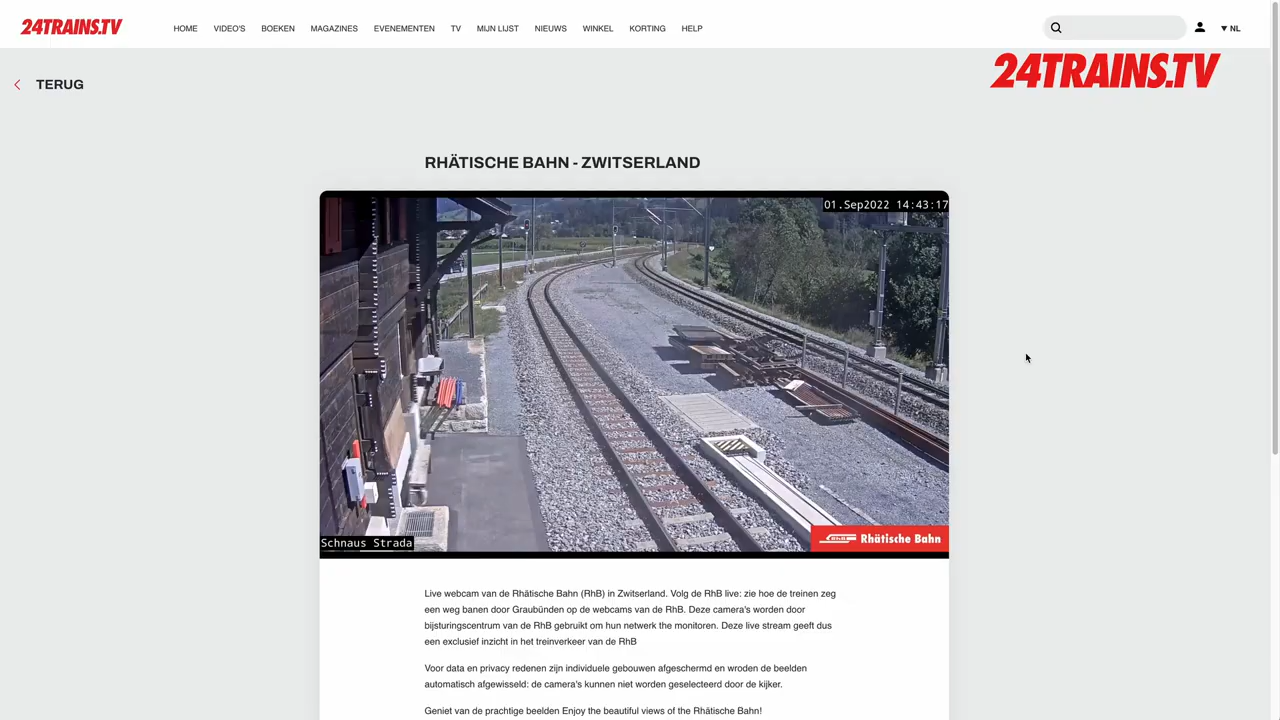 24TRAINS.TV
HOME VIDEO'S BOEKEN MAGAZINES EVENEMENTEN TV MIJN LIJST NIEUWS WINKEL KORTING HELP
▼ NL
24TRAINS.TV
TERUG
RHÄTISCHE BAHN - ZWITSERLAND
01.Sep2022 14:43:17
Schnaus Strada
Rhätische Bahn
Live webcam van de Rhätische Bahn (RhB) in Zwitserland. Volg de RhB live: zie hoe de treinen zeg
een weg banen door Graubünden op de webcams van de RhB. Deze camera's worden door
bijsturingscentrum van de RhB gebruikt om hun netwerk the monitoren. Deze live stream geeft dus
een exclusief inzicht in het treinverkeer van de RhB
Voor data en privacy redenen zijn individuele gebouwen afgeschermd en wroden de beelden
automatisch afgewisseld: de camera's kunnen niet worden geselecteerd door de kijker.
Geniet van de prachtige beelden Enjoy the beautiful views of the Rhätische Bahn!